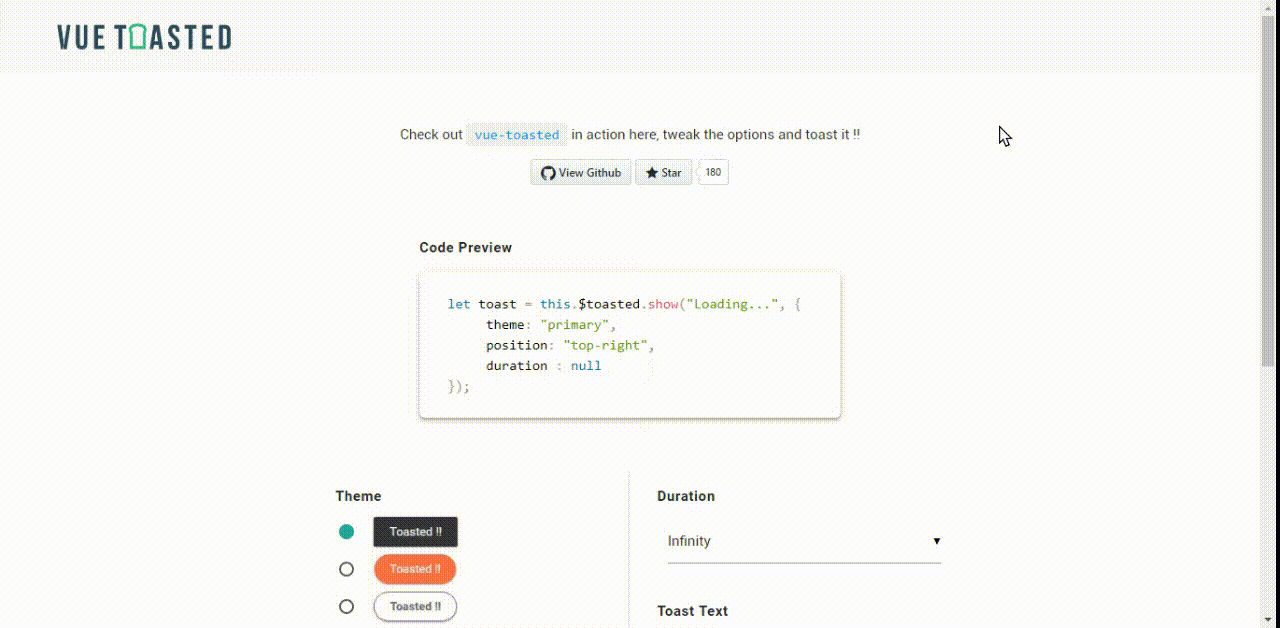 VUE TOASTED
Check out vue-toasted in action here, tweak the options and toast it !!
View Github Star 180
Code Preview
let toast = this.$toasted.show("Loading...", {
theme: "primary",
position: "top-right",
duration : null
});
Theme
Toasted !!
Toasted !!
Toasted !!
Duration
Infinity
Toast Text